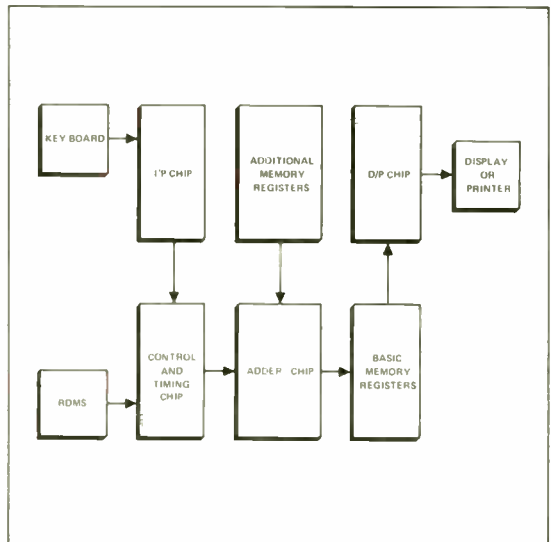 KEY BOARD
I'P CHIP
ADDITIONAL
MEMORY
REGISTERS
D/P CHIP
DISPLAY
OR
PRINTER
RDMS
CONTROL
AND
TIMING
CHIP
ADDER CHIP
BASIC
MEMORY
REGISTERS